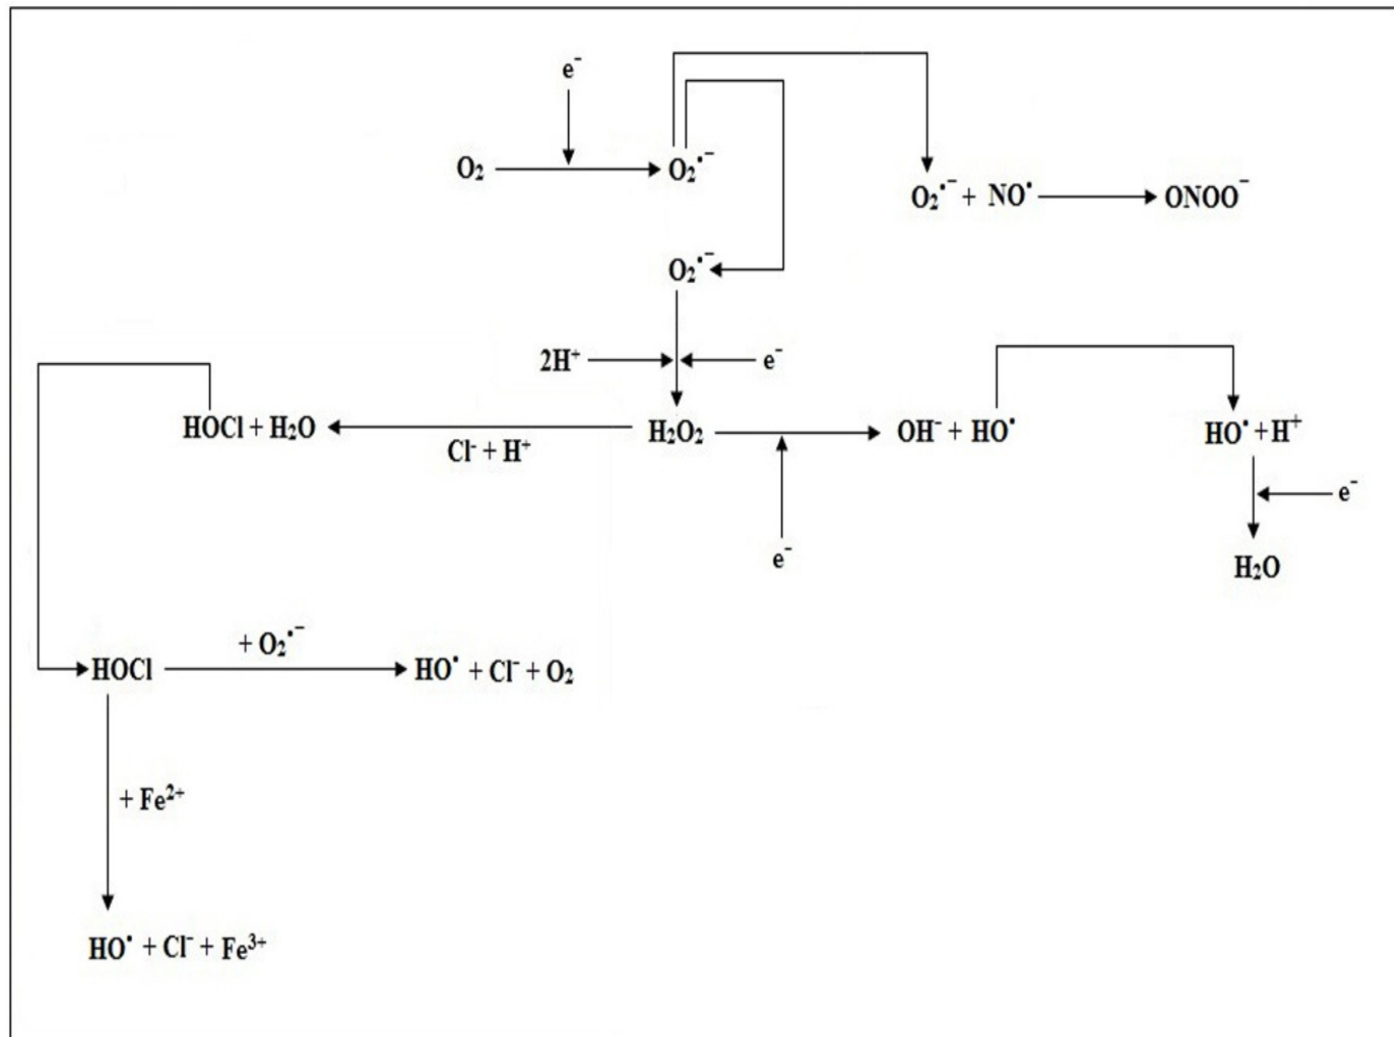 e⁻
O₂ O₂•⁻
O₂•⁻ + NO• ONOO⁻
O₂•⁻
2H⁺ e⁻
HOCl + H₂O H₂O₂ OH⁻ + HO• HO• + H⁺
Cl⁻ + H⁺
e⁻
e⁻
H₂O
+ O₂•⁻
HOCl HO• + Cl⁻ + O₂
+ Fe²⁺
HO• + Cl⁻ + Fe³⁺